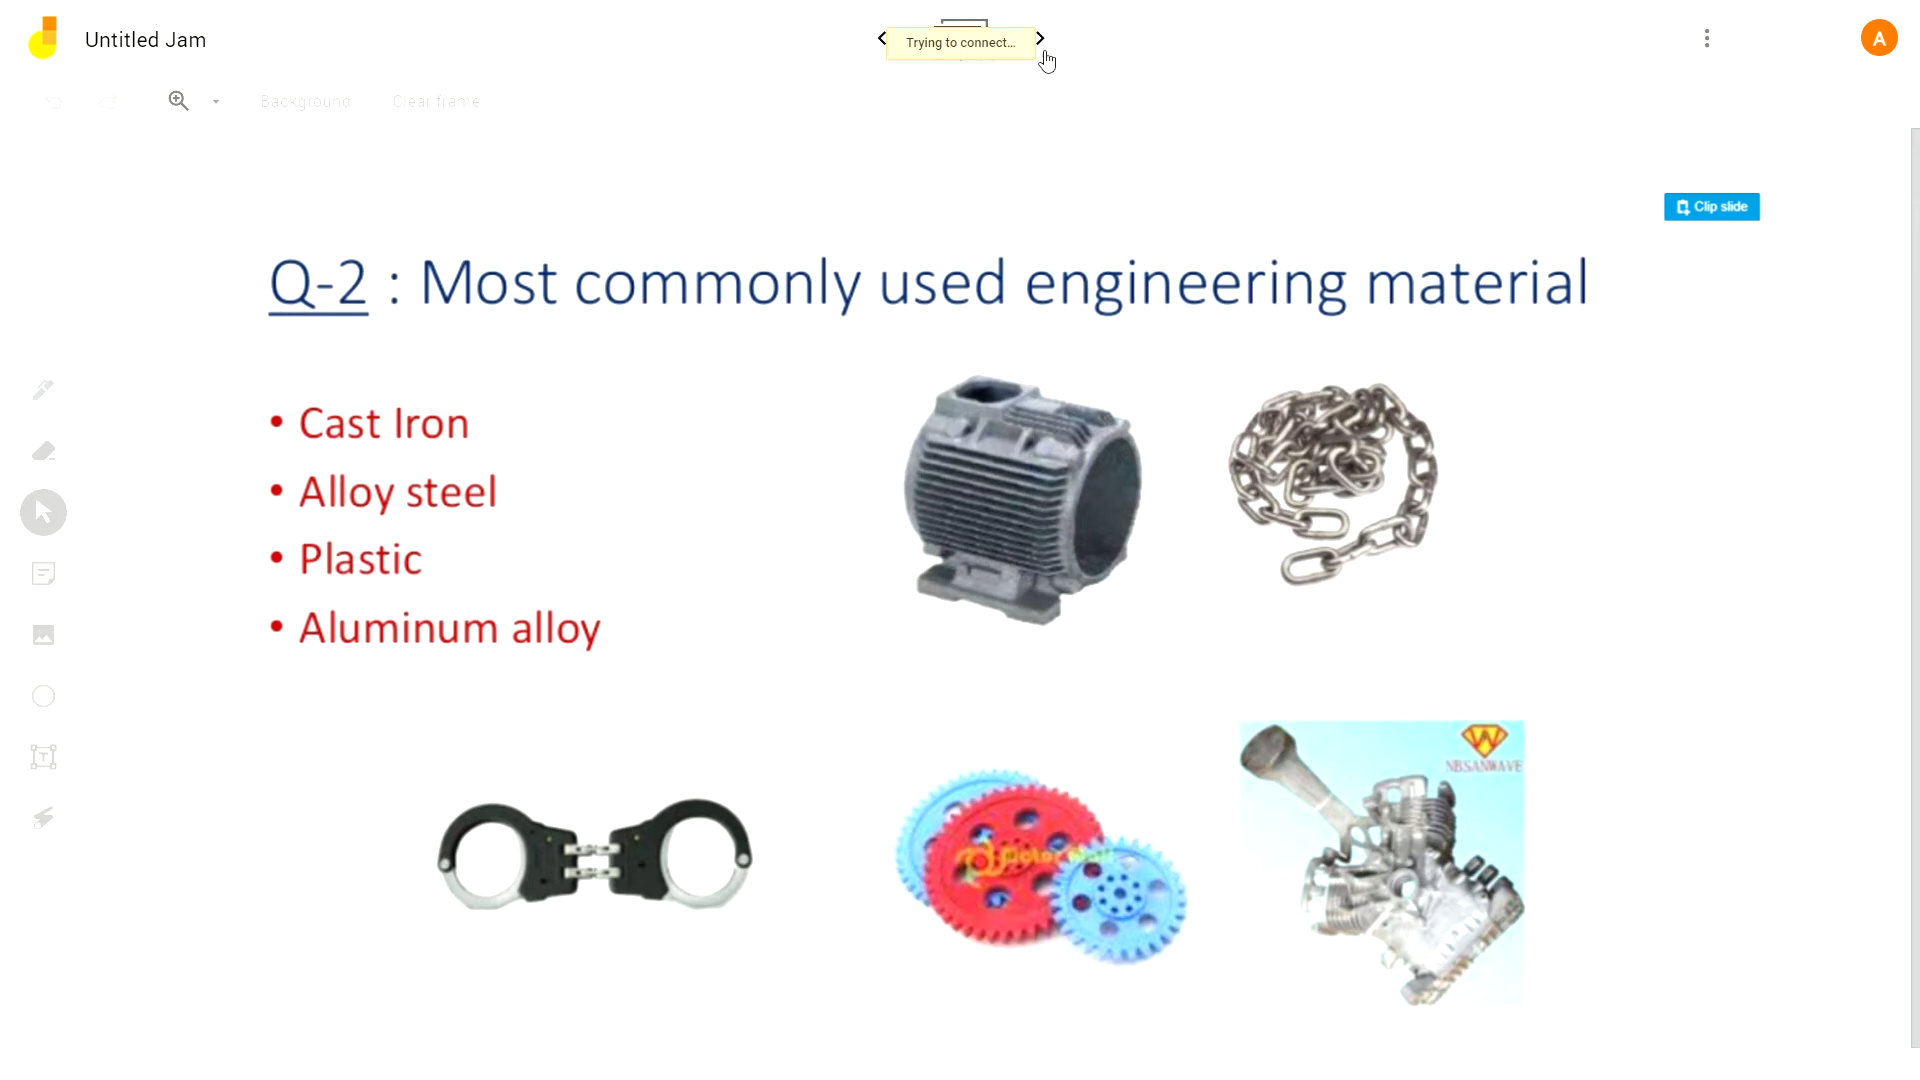 Untitled Jam
Trying to connect...
A
Background
Clear frame
Clip slide
Q-2 : Most commonly used engineering material
• Cast Iron
• Alloy steel
• Plastic
• Aluminum alloy
NBSANWAVE